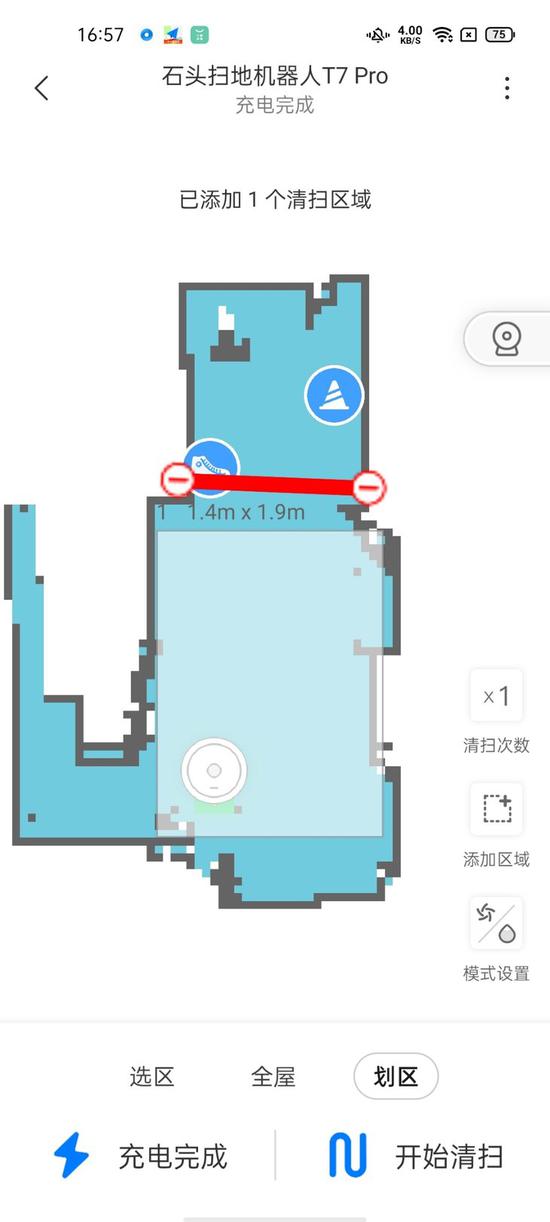 16:57
4.00
KB/S
75
石头扫地机器人T7 Pro
充电完成
已添加 1 个清扫区域
1 1.4m x 1.9m
x1
清扫次数
添加区域
模式设置
选区
全屋
划区
充电完成
开始清扫